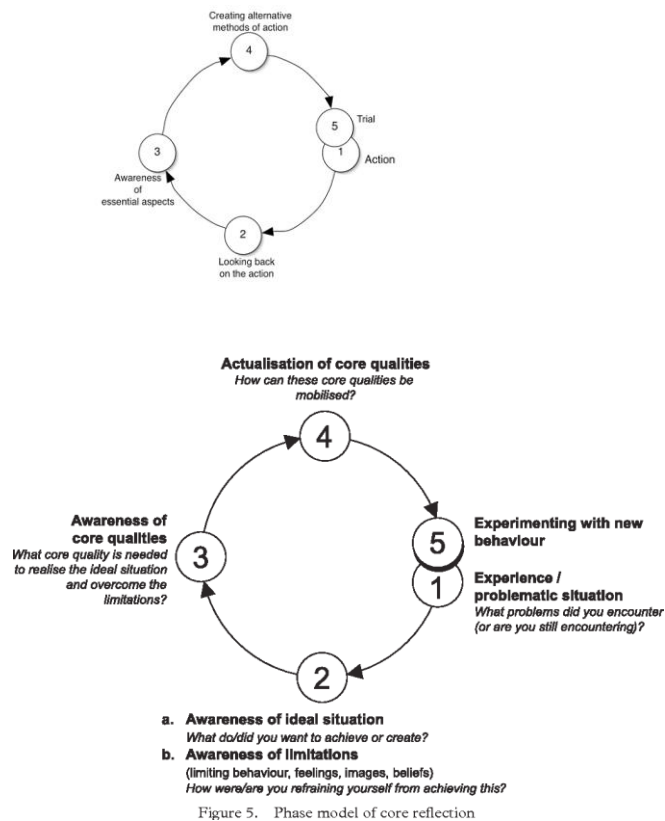 Creating alternative
methods of action
4
5
Trial
1
Action
3
Awareness
of
essential aspects
2
Looking back
on the action
Actualisation of core qualities
How can these core qualities be
mobilised?
4
Awareness of
core qualities
What core quality is needed
to realise the ideal situation
and overcome the
limitations?
3
5
Experimenting with new
behaviour
1
Experience /
problematic situation
What problems did you encounter
(or are you still encountering)?
2
a. Awareness of ideal situation
What do/did you want to achieve or create?
b. Awareness of limitations
(limiting behaviour, feelings, images, beliefs)
How were/are you refraining yourself from achieving this?
Figure 5. Phase model of core reflection